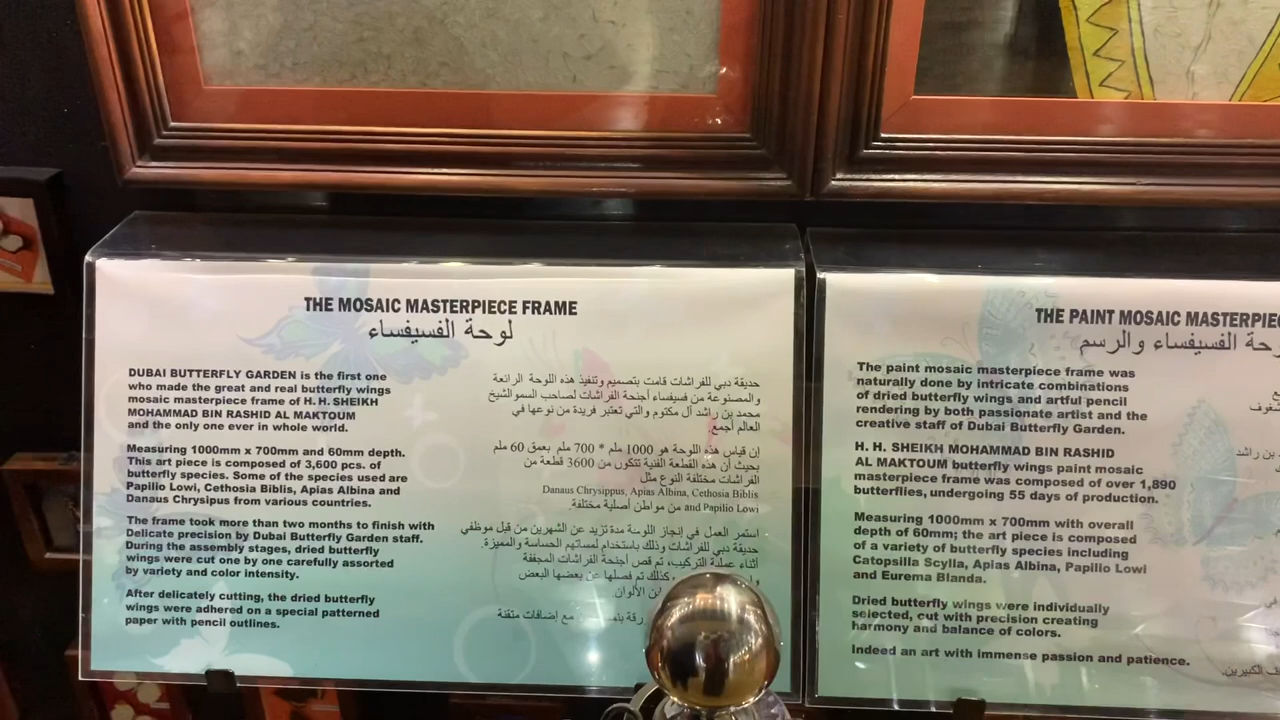 THE MOSAIC MASTERPIECE FRAME
لوحة الفسيفساء
DUBAI BUTTERFLY GARDEN is the first one
who made the great and real butterfly wings
mosaic masterpiece frame of H. H. SHEIKH
MOHAMMAD BIN RASHID AL MAKTOUM
and the only one ever in whole world.
Measuring 1000mm x 700mm and 60mm depth.
This art piece is composed of 3,600 pcs. of
butterfly species. Some of the species used are
Papilio Lowi, Cethosia Biblis, Apias Albina and
Danaus Chrysipus from various countries.
The frame took more than two months to finish with
Delicate precision by Dubai Butterfly Garden staff.
During the assembly stages, dried butterfly
wings were cut one by one carefully assorted
by variety and color intensity.
After delicately cutting, the dried butterfly
wings were adhered on a special patterned
paper with pencil outlines.
حديقة دبي للفراشات قامت بتصميم وتنفيذ هذه اللوحة الرائعة
والمصنوعة من فسيفساء أجنحة الفراشات لصاحب السمو الشيخ
محمد بن راشد آل مكتوم والتي تعتبر فريدة من نوعها في
العالم أجمع.
إن قياس هذه اللوحة هو 1000 ملم * 700 ملم بعمق 60 ملم
بحيث أن هذه القطعة الفنية تتكون من 3600 قطعة من
الفراشات مختلفة النوع مثل
Danaus Chrysippus, Apias Albina, Cethosia Biblis
and Papilio Lowi من مواطن أصلية مختلفة.
استمر العمل في إنجاز اللوحة مدة تزيد عن الشهرين من قبل موظفي
حديقة دبي للفراشات وذلك باستخدام لمساتهم الحساسة والمميزة.
أثناء عملية التركيب، تم قص أجنحة الفراشات المجففة
كذلك تم فصلها عن بعضها البعض
الألوان.
مع إضافات متقنة
THE PAINT MOSAIC
الفسيفساء والرسم
The paint mosaic masterpiece frame was
naturally done by intricate combinations
of dried butterfly wings and artful pencil
rendering by both passionate artist and the
creative staff of Dubai Butterfly Garden.
H. H. SHEIKH MOHAMMAD BIN RASHID
AL MAKTOUM butterfly wings paint mosaic
masterpiece frame was composed of over 1,890
butterflies, undergoing 55 days of production.
Measuring 1000mm x 700mm with overall
depth of 60mm; the art piece is composed
of a variety of butterfly species including
Catopsilla Scylla, Apias Albina, Papilio Lowi
and Eurema Blanda.
Dried butterfly wings were individually
selected, cut with precision creating
harmony and balance of colors.
Indeed an art with immense passion and patience.
بن راشد
في